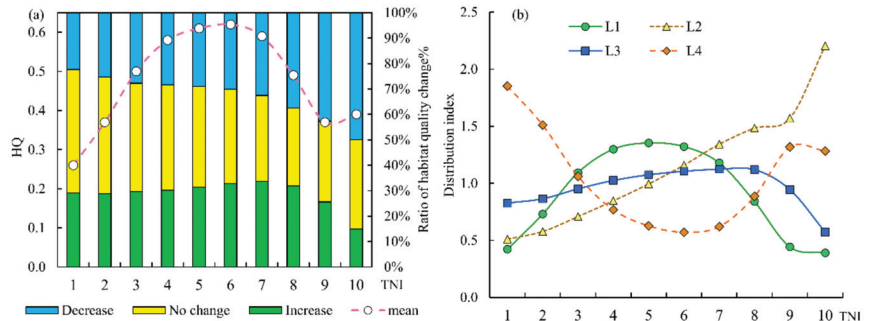 (a)
HQ
0.6
0.5
0.4
0.3
0.2
0.1
0.0
100%
90%
80%
70%
60%
50%
40%
30%
20%
10%
0%
Ratio of habitat quality change%
1 2 3 4 5 6 7 8 9 10 TNI
Decrease No change Increase mean
(b)
L1 L2
L3 L4
Distribution index
2.5
2.0
1.5
1.0
0.5
0.0
1 2 3 4 5 6 7 8 9 10 TNI